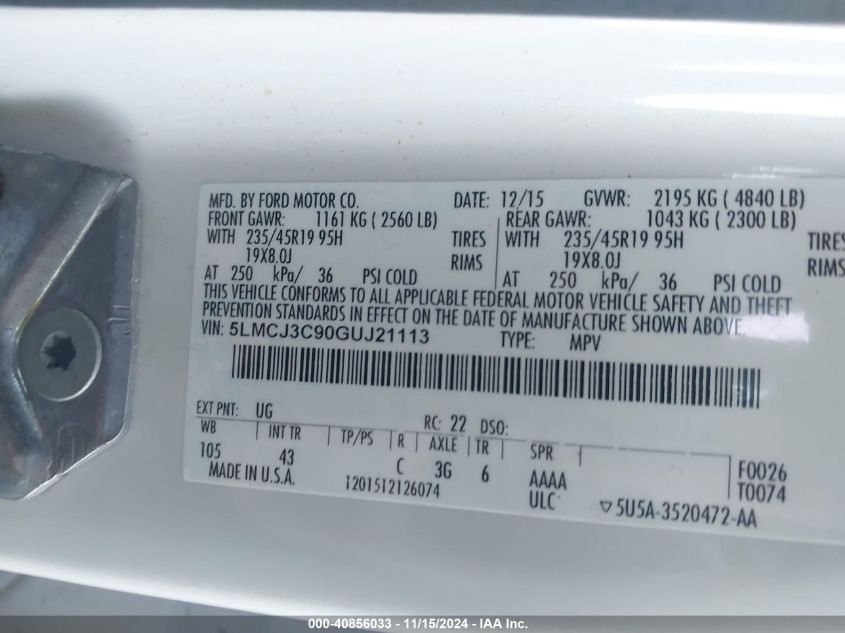 MFD. BY FORD MOTOR CO. DATE: 12/15 GVWR: 2195 KG ( 4840 LB)
FRONT GAWR: 1161 KG ( 2560 LB) REAR GAWR: 1043 KG ( 2300 LB)
WITH 235/45R19 95H TIRES WITH 235/45R19 95H TIRES
19X8.0J RIMS 19X8.0J RIMS
AT 250 kPa/ 36 PSI COLD AT 250 kPa/ 36 PSI COLD
THIS VEHICLE CONFORMS TO ALL APPLICABLE FEDERAL MOTOR VEHICLE SAFETY AND THEFT
PREVENTION STANDARDS IN EFFECT ON THE DATE OF MANUFACTURE SHOWN ABOVE.
VIN: 5LMCJ3C90GUJ21113 TYPE: MPV
EXT PNT: UG RC: 22 DSO:
WB INT TR TP/PS R AXLE TR SPR
105 43 C 3G 6 AAAA F0026
MADE IN U.S.A. 1201512126074 ULC T0074
▽5U5A-3520472-AA
000-40856033 - 11/15/2024 - IAA Inc.